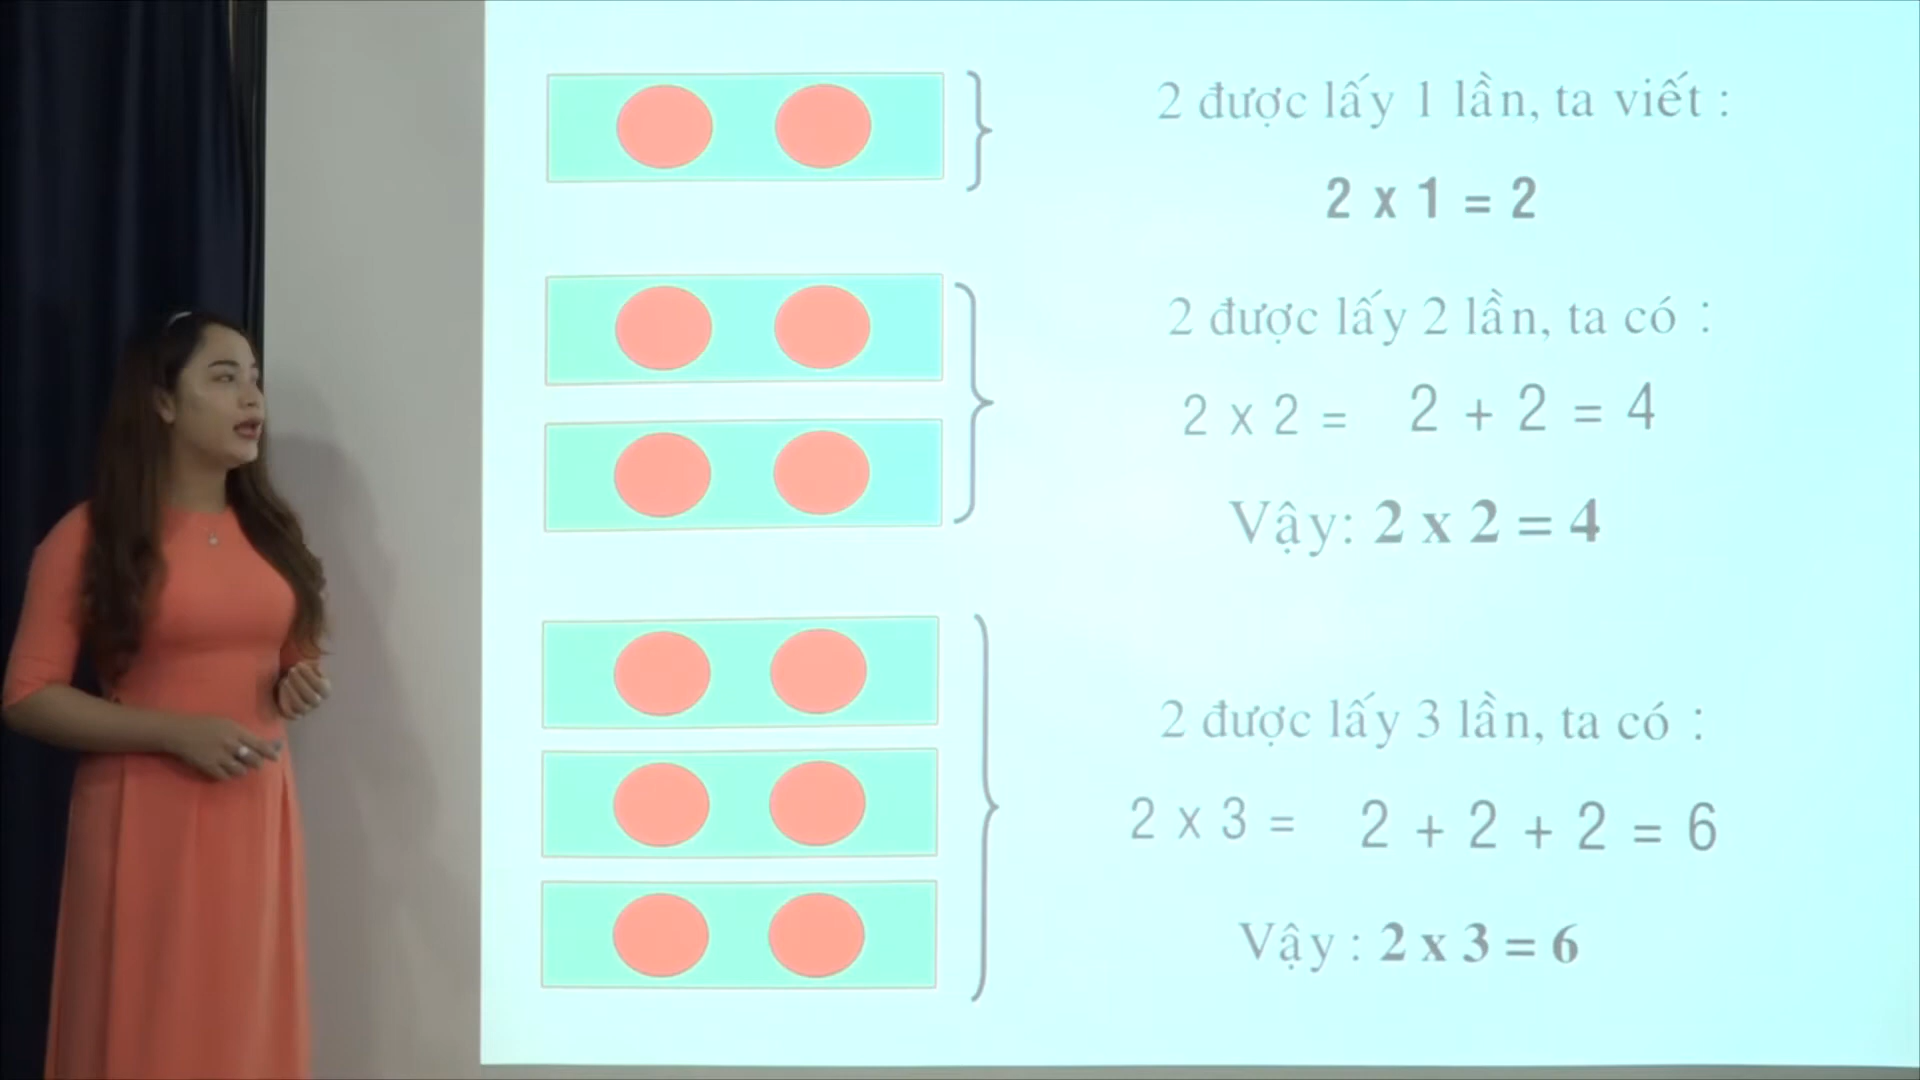 2 được lấy 1 lần, ta viết :
2 x 1 = 2
2 được lấy 2 lần, ta có :
2 x 2 = 2 + 2 = 4
Vậy: 2 x 2 = 4
2 được lấy 3 lần, ta có :
2 x 3 = 2 + 2 + 2 = 6
Vậy : 2 x 3 = 6